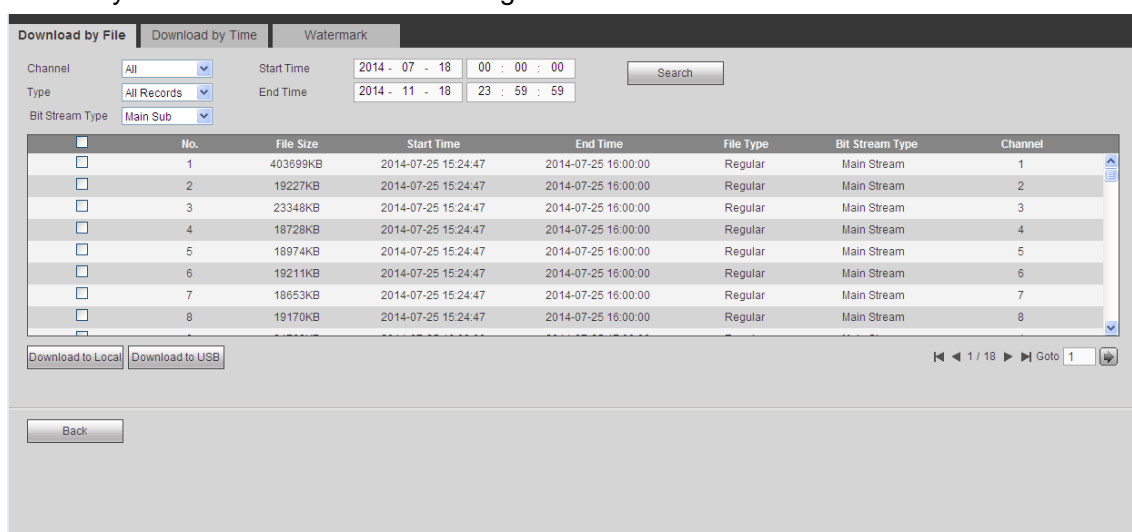 Download by File Download by Time Watermark
Channel All Start Time 2014 - 07 - 18 00 : 00 : 00 Search
Type All Records End Time 2014 - 11 - 18 23 : 59 : 59
Bit Stream Type Main Sub
No. File Size Start Time End Time File Type Bit Stream Type Channel
1 403699KB 2014-07-25 15:24:47 2014-07-25 16:00:00 Regular Main Stream 1
2 19227KB 2014-07-25 15:24:47 2014-07-25 16:00:00 Regular Main Stream 2
3 23348KB 2014-07-25 15:24:47 2014-07-25 16:00:00 Regular Main Stream 3
4 18728KB 2014-07-25 15:24:47 2014-07-25 16:00:00 Regular Main Stream 4
5 18974KB 2014-07-25 15:24:47 2014-07-25 16:00:00 Regular Main Stream 5
6 19211KB 2014-07-25 15:24:47 2014-07-25 16:00:00 Regular Main Stream 6
7 18653KB 2014-07-25 15:24:47 2014-07-25 16:00:00 Regular Main Stream 7
8 19170KB 2014-07-25 15:24:47 2014-07-25 16:00:00 Regular Main Stream 8
Download to Local Download to USB 1 / 18 Goto 1
Back